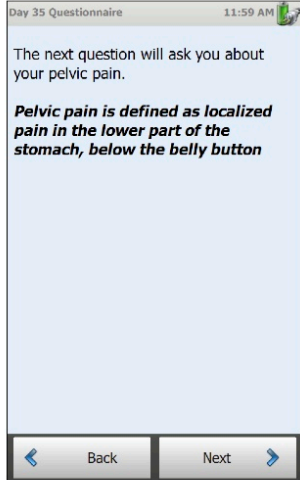 Day 35 Questionnaire 11:59 AM
The next question will ask you about
your pelvic pain.
Pelvic pain is defined as localized
pain in the lower part of the
stomach, below the belly button
Back Next